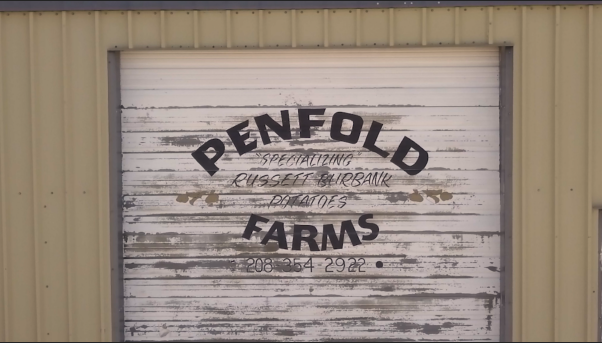 PENFOLD
"SPECIALIZING"
RUSSETT BURBANK
POTATOES
FARMS
208 354 2922